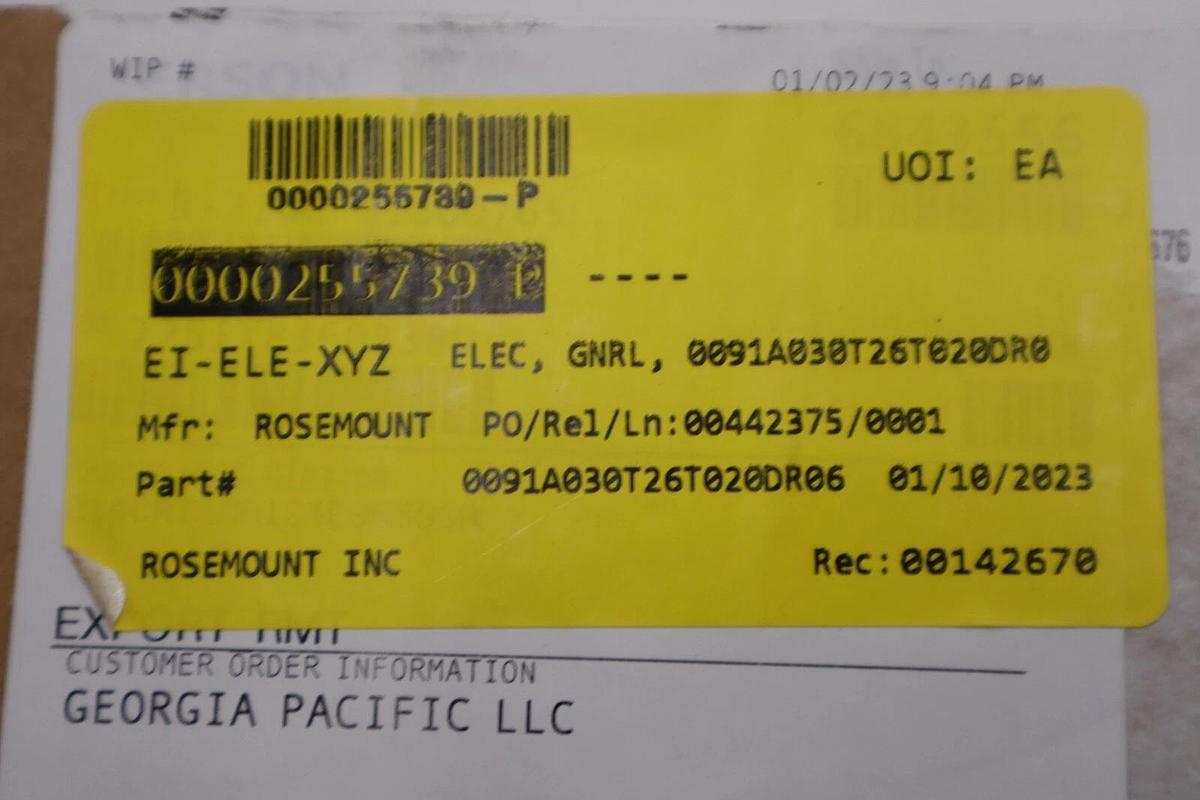 WIP #
01/02/23 9:04 PM
0000255739-P
UOI: EA
0000255739 P ----
EI-ELE-XYZ ELEC, GNRL, 0091A030T26T020DR0
Mfr: ROSEMOUNT PO/Rel/Ln:00442375/0001
Part# 0091A030T26T020DR06 01/10/2023
ROSEMOUNT INC Rec:00142670
EXPORT RMT
CUSTOMER ORDER INFORMATION
GEORGIA PACIFIC LLC